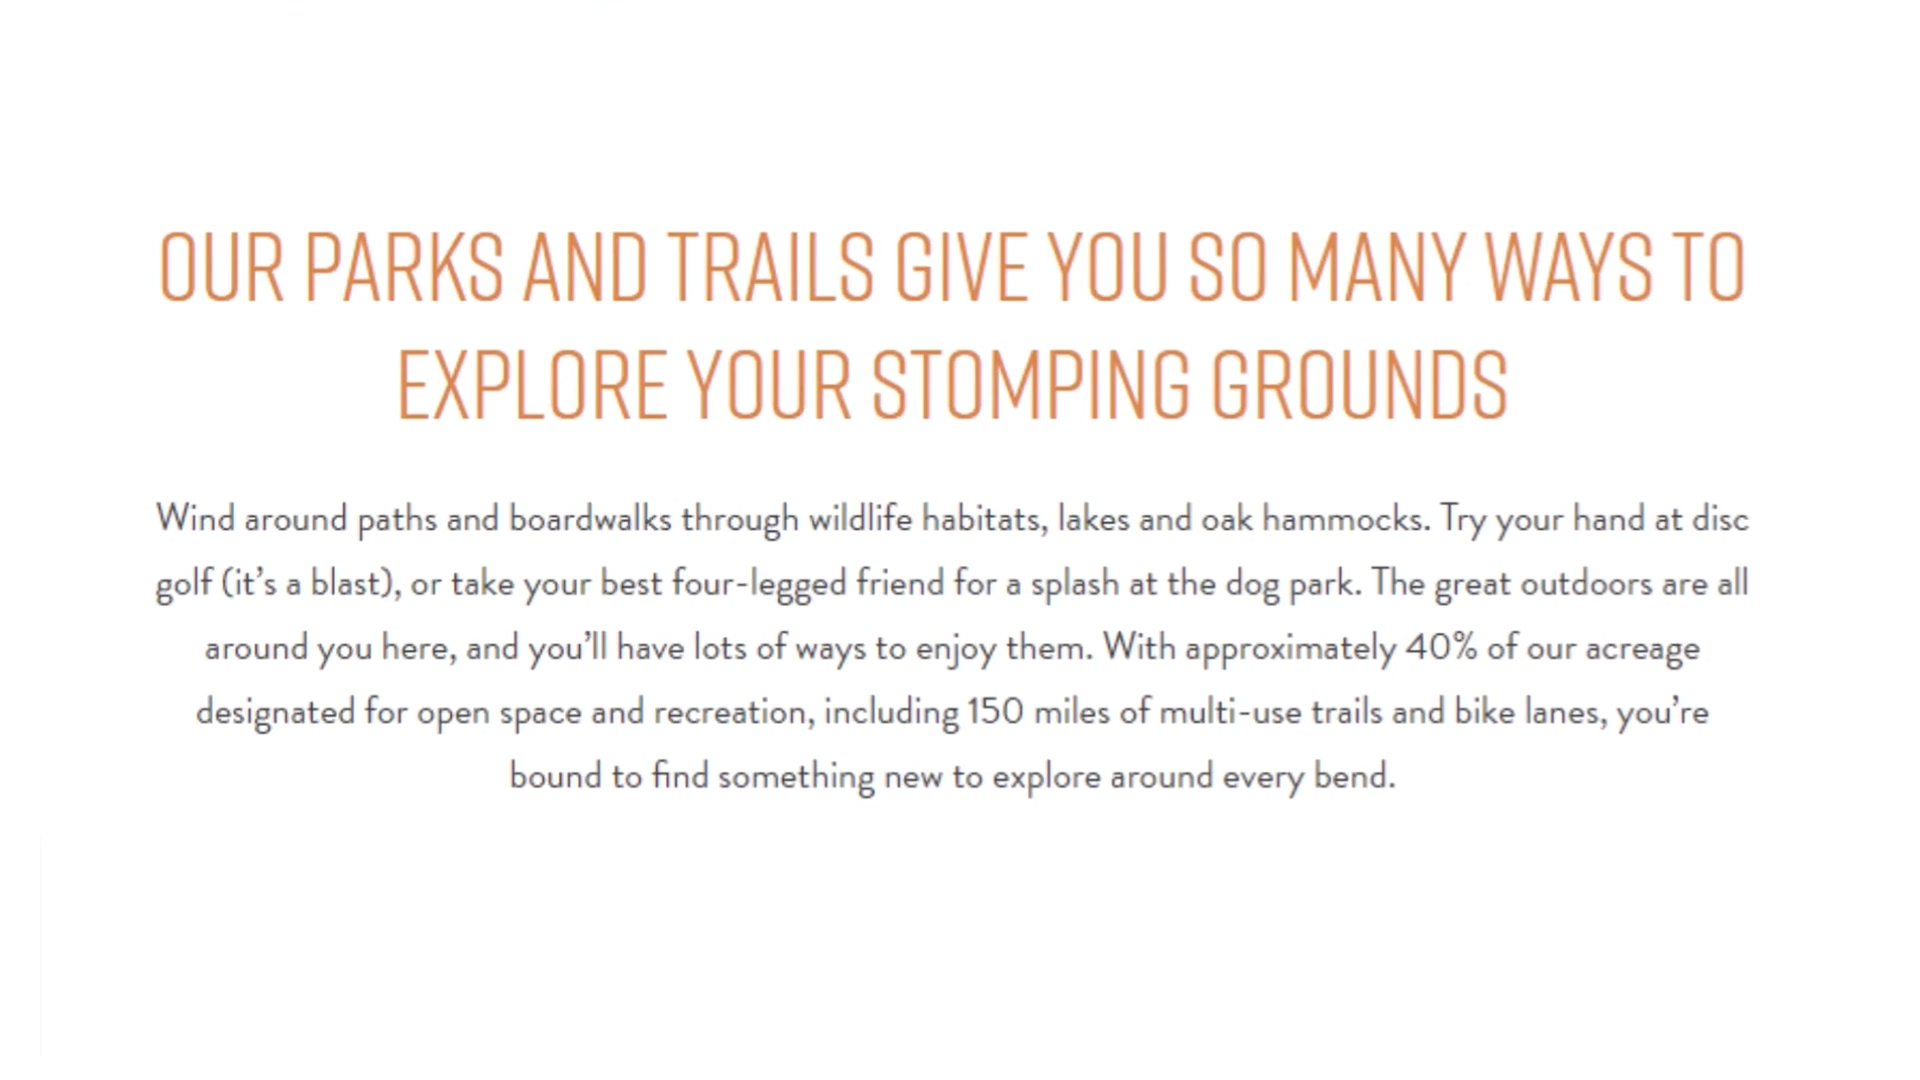 OUR PARKS AND TRAILS GIVE YOU SO MANY WAYS TO
EXPLORE YOUR STOMPING GROUNDS
Wind around paths and boardwalks through wildlife habitats, lakes and oak hammocks. Try your hand at disc
golf (it’s a blast), or take your best four-legged friend for a splash at the dog park. The great outdoors are all
around you here, and you’ll have lots of ways to enjoy them. With approximately 40% of our acreage
designated for open space and recreation, including 150 miles of multi-use trails and bike lanes, you’re
bound to find something new to explore around every bend.